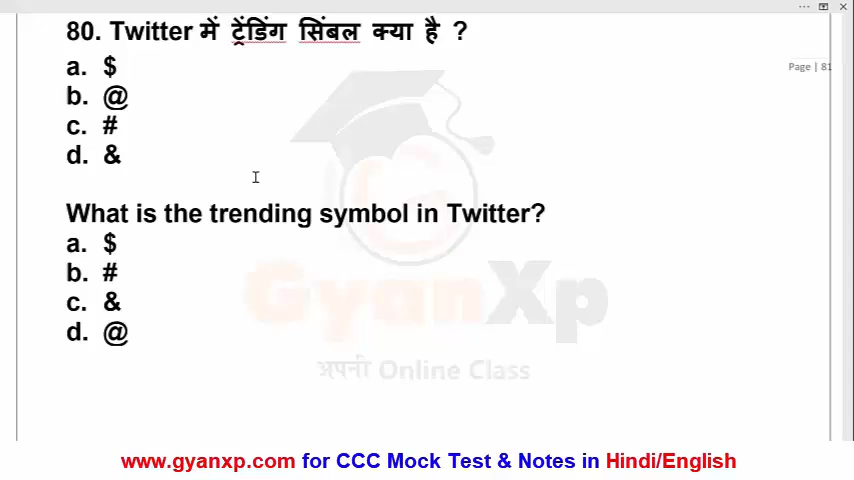 80. Twitter में ट्रेंडिंग सिंबल क्या है ?
Page | 81
a. $
b. @
c. #
d. &
What is the trending symbol in Twitter?
a. $
b. #
c. &
d. @
GyanXp
अपनी Online Class
www.gyanxp.com for CCC Mock Test & Notes in Hindi/English